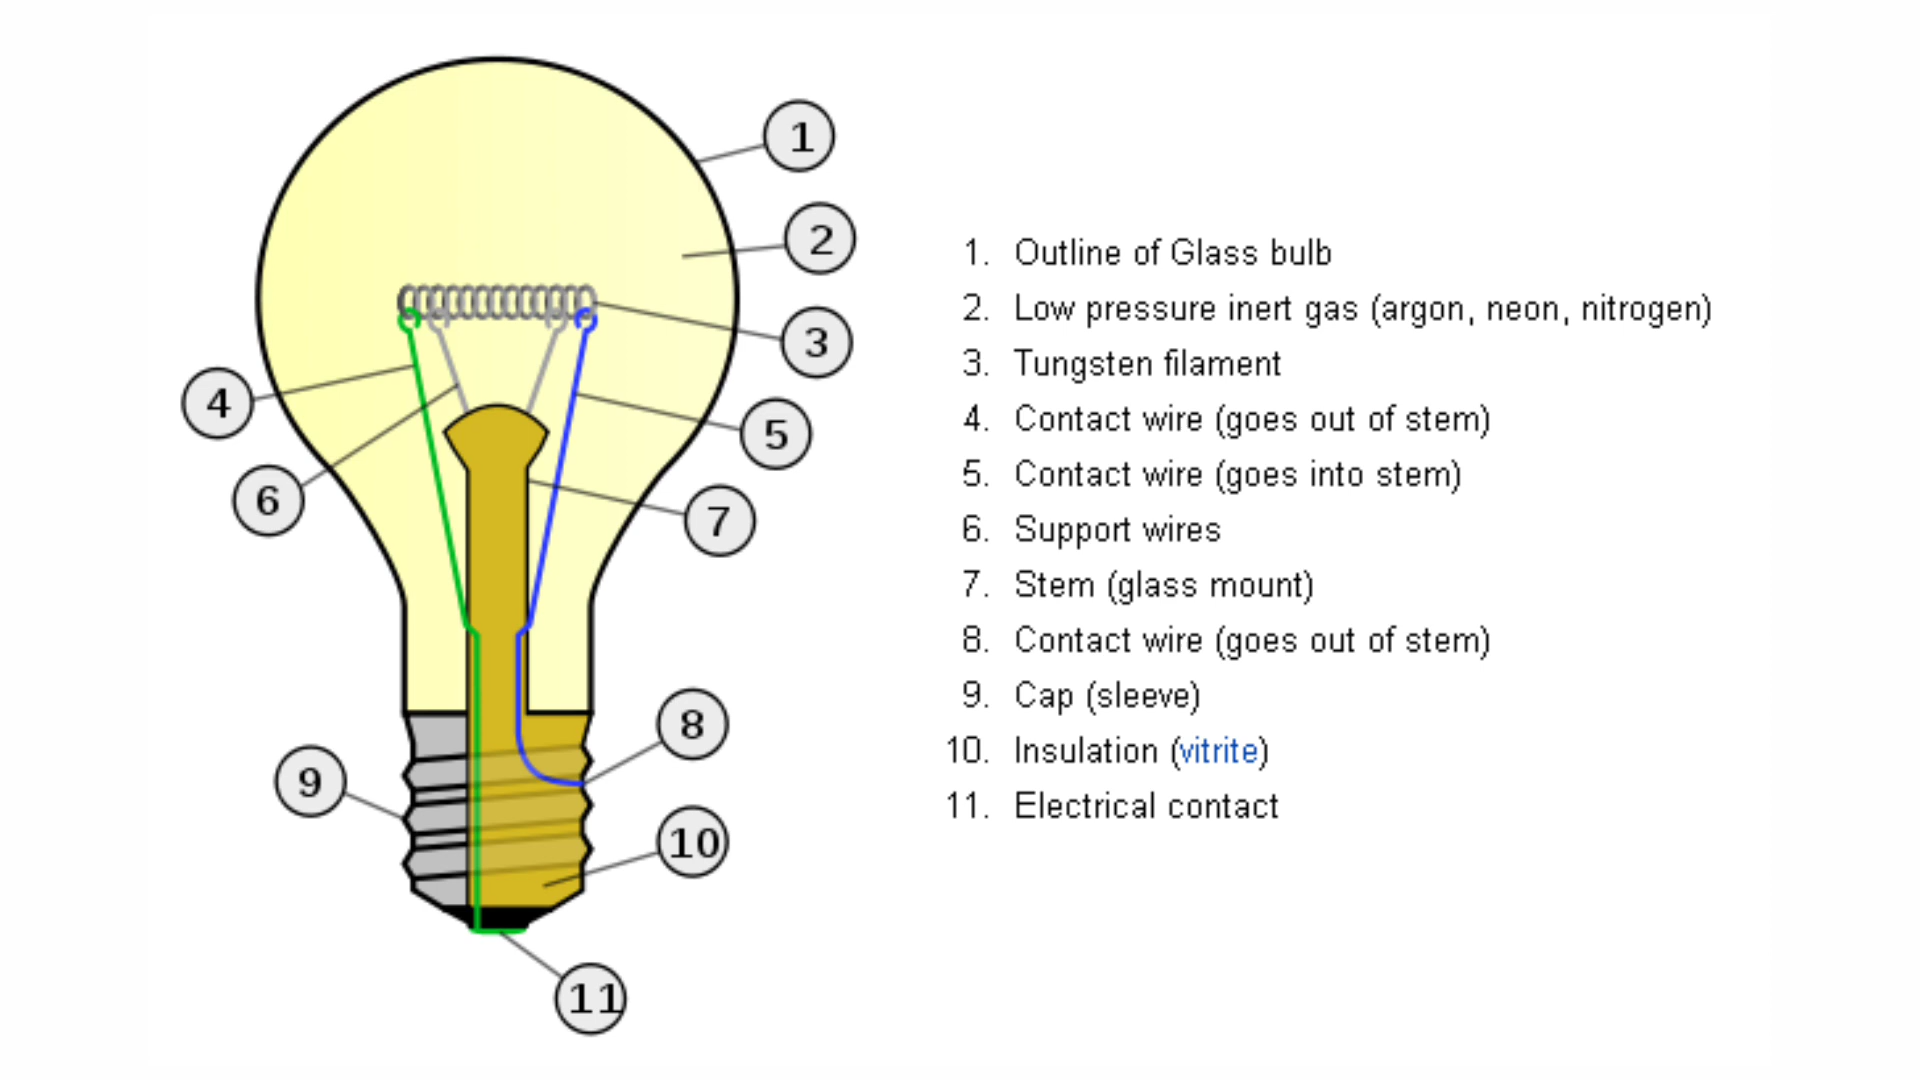 1
2
3
4
5
6
7
8
9
10
11
1. Outline of Glass bulb
2. Low pressure inert gas (argon, neon, nitrogen)
3. Tungsten filament
4. Contact wire (goes out of stem)
5. Contact wire (goes into stem)
6. Support wires
7. Stem (glass mount)
8. Contact wire (goes out of stem)
9. Cap (sleeve)
10. Insulation (vitrite)
11. Electrical contact